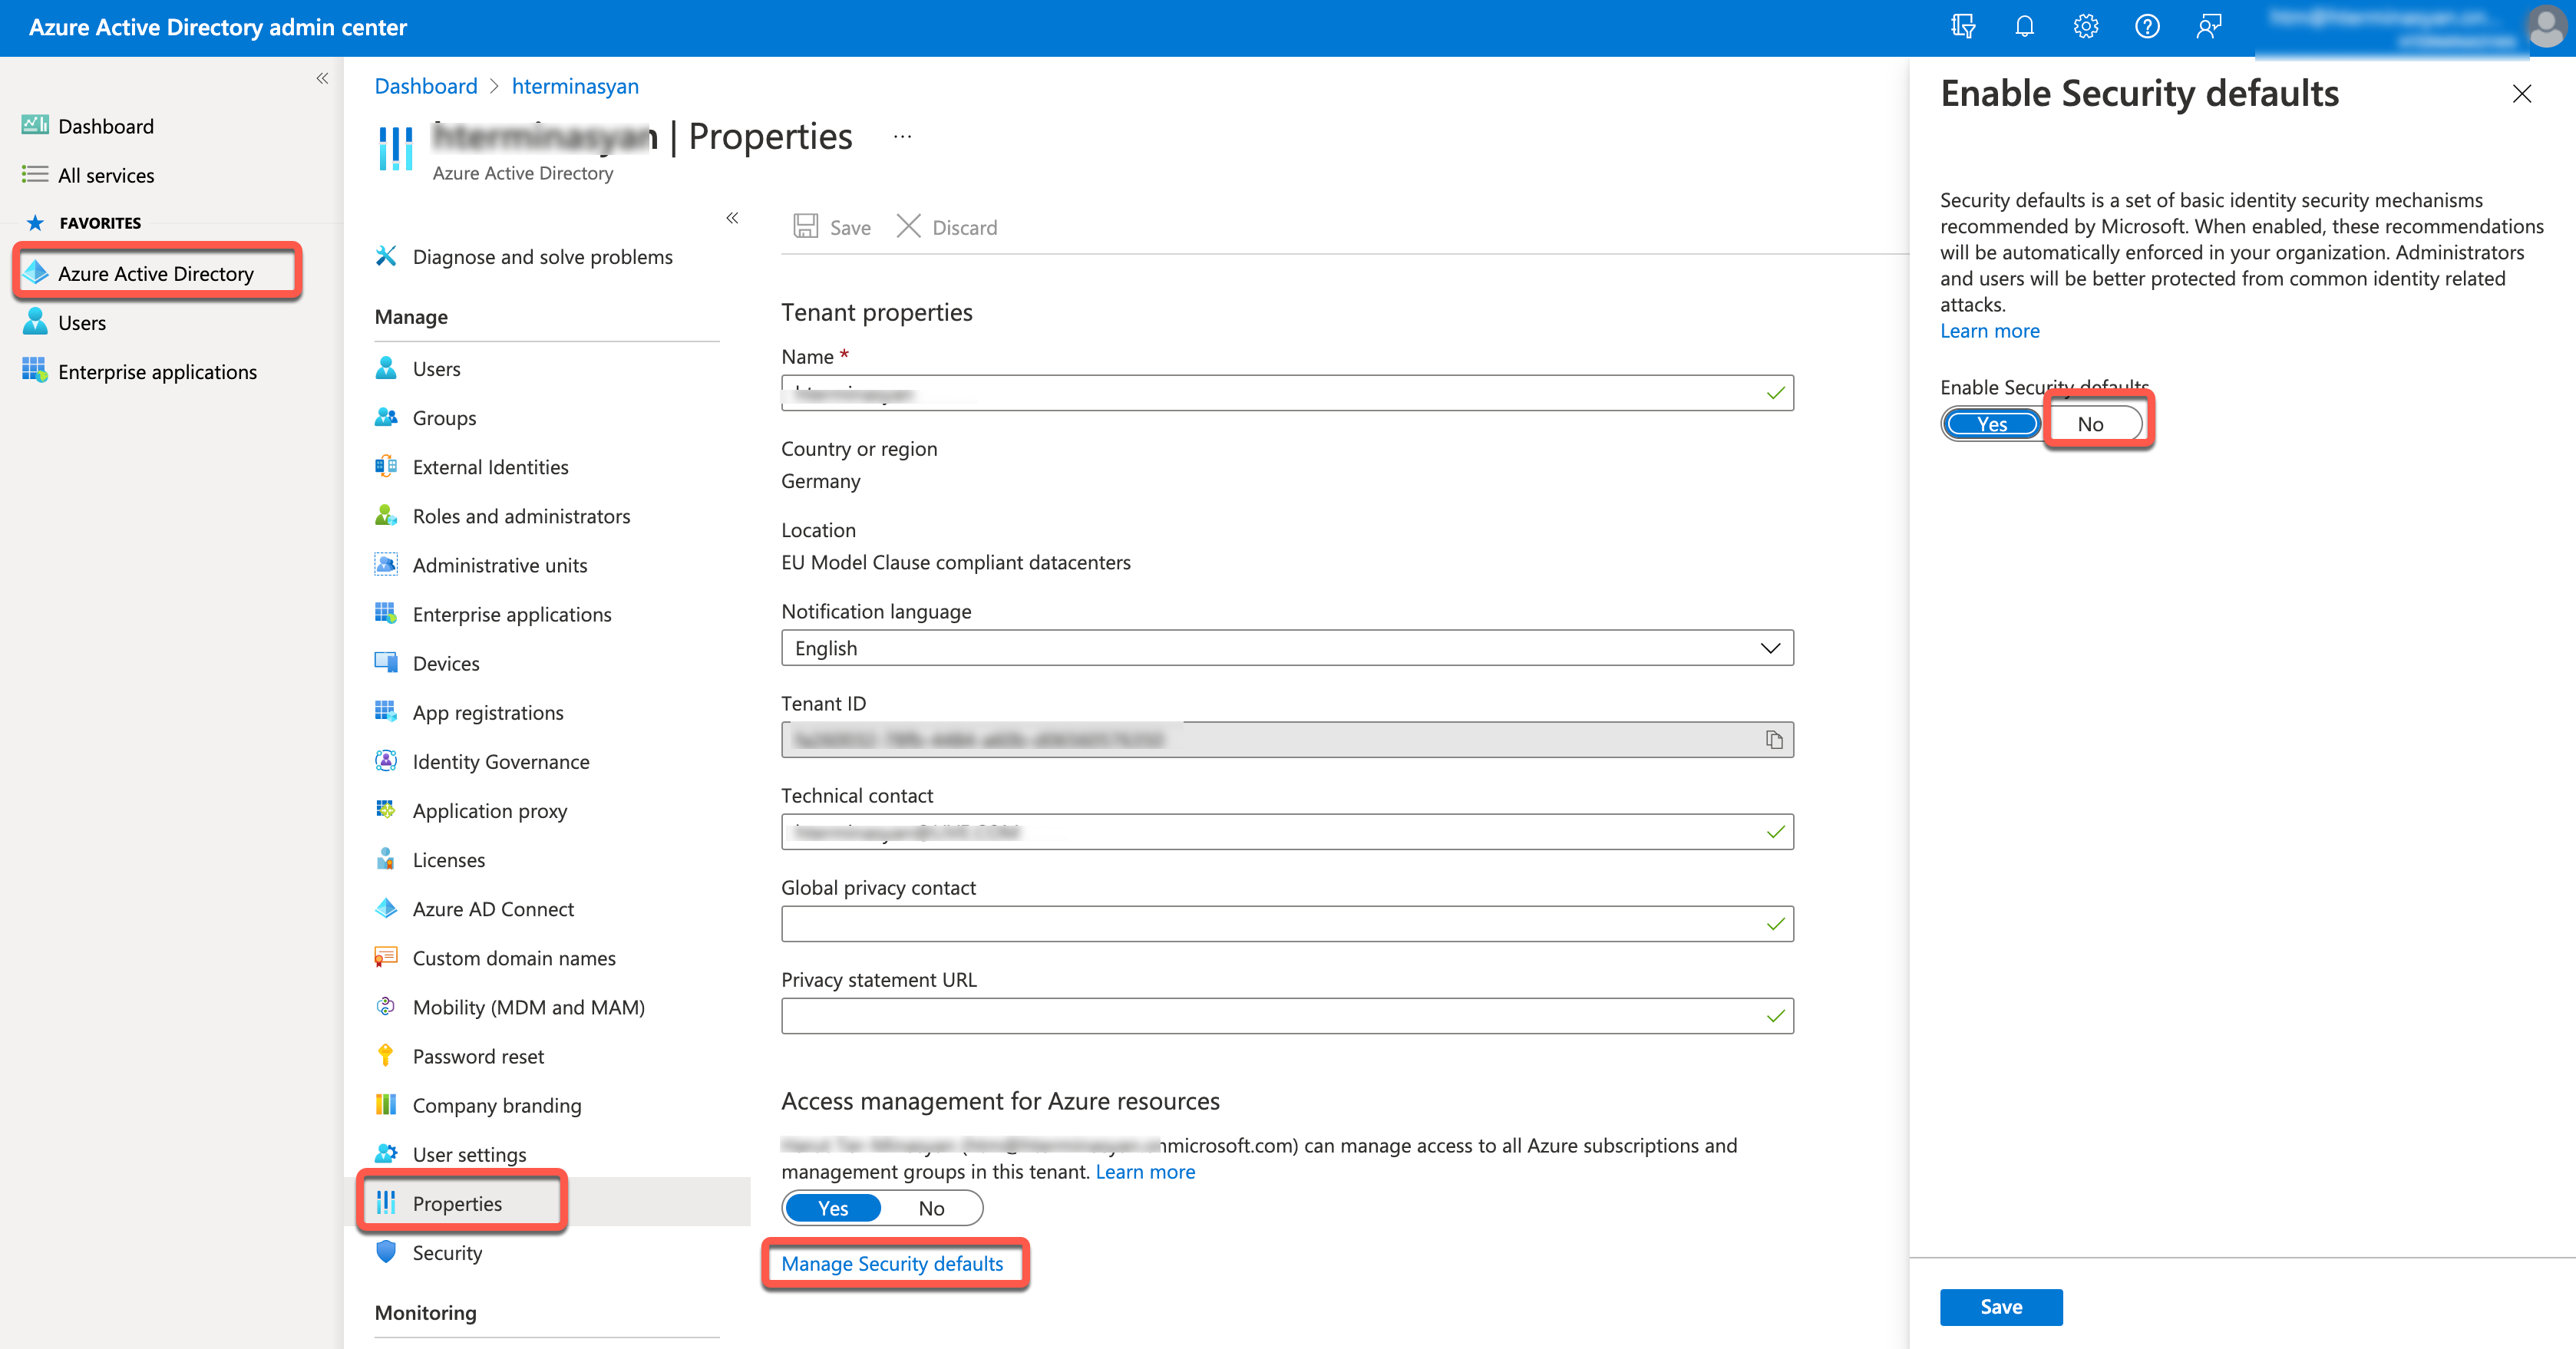 Azure Active Directory admin center
Dashboard
All services
FAVORITES
Azure Active Directory
Users
Enterprise applications
Dashboard > hterminasyan
| Properties ...
Azure Active Directory
Diagnose and solve problems
Manage
Users
Groups
External Identities
Roles and administrators
Administrative units
Enterprise applications
Devices
App registrations
Identity Governance
Application proxy
Licenses
Azure AD Connect
Custom domain names
Mobility (MDM and MAM)
Password reset
Company branding
User settings
Properties
Security
Monitoring
Save Discard
Tenant properties
Name *
Country or region
Germany
Location
EU Model Clause compliant datacenters
Notification language
English
Tenant ID
Technical contact
Global privacy contact
Privacy statement URL
Access management for Azure resources
nmicrosoft.com) can manage access to all Azure subscriptions and
management groups in this tenant. Learn more
Yes No
Manage Security defaults
Enable Security defaults
Security defaults is a set of basic identity security mechanisms
recommended by Microsoft. When enabled, these recommendations
will be automatically enforced in your organization. Administrators
and users will be better protected from common identity related
attacks.
Learn more
Enable Security defaults
Yes No
Save